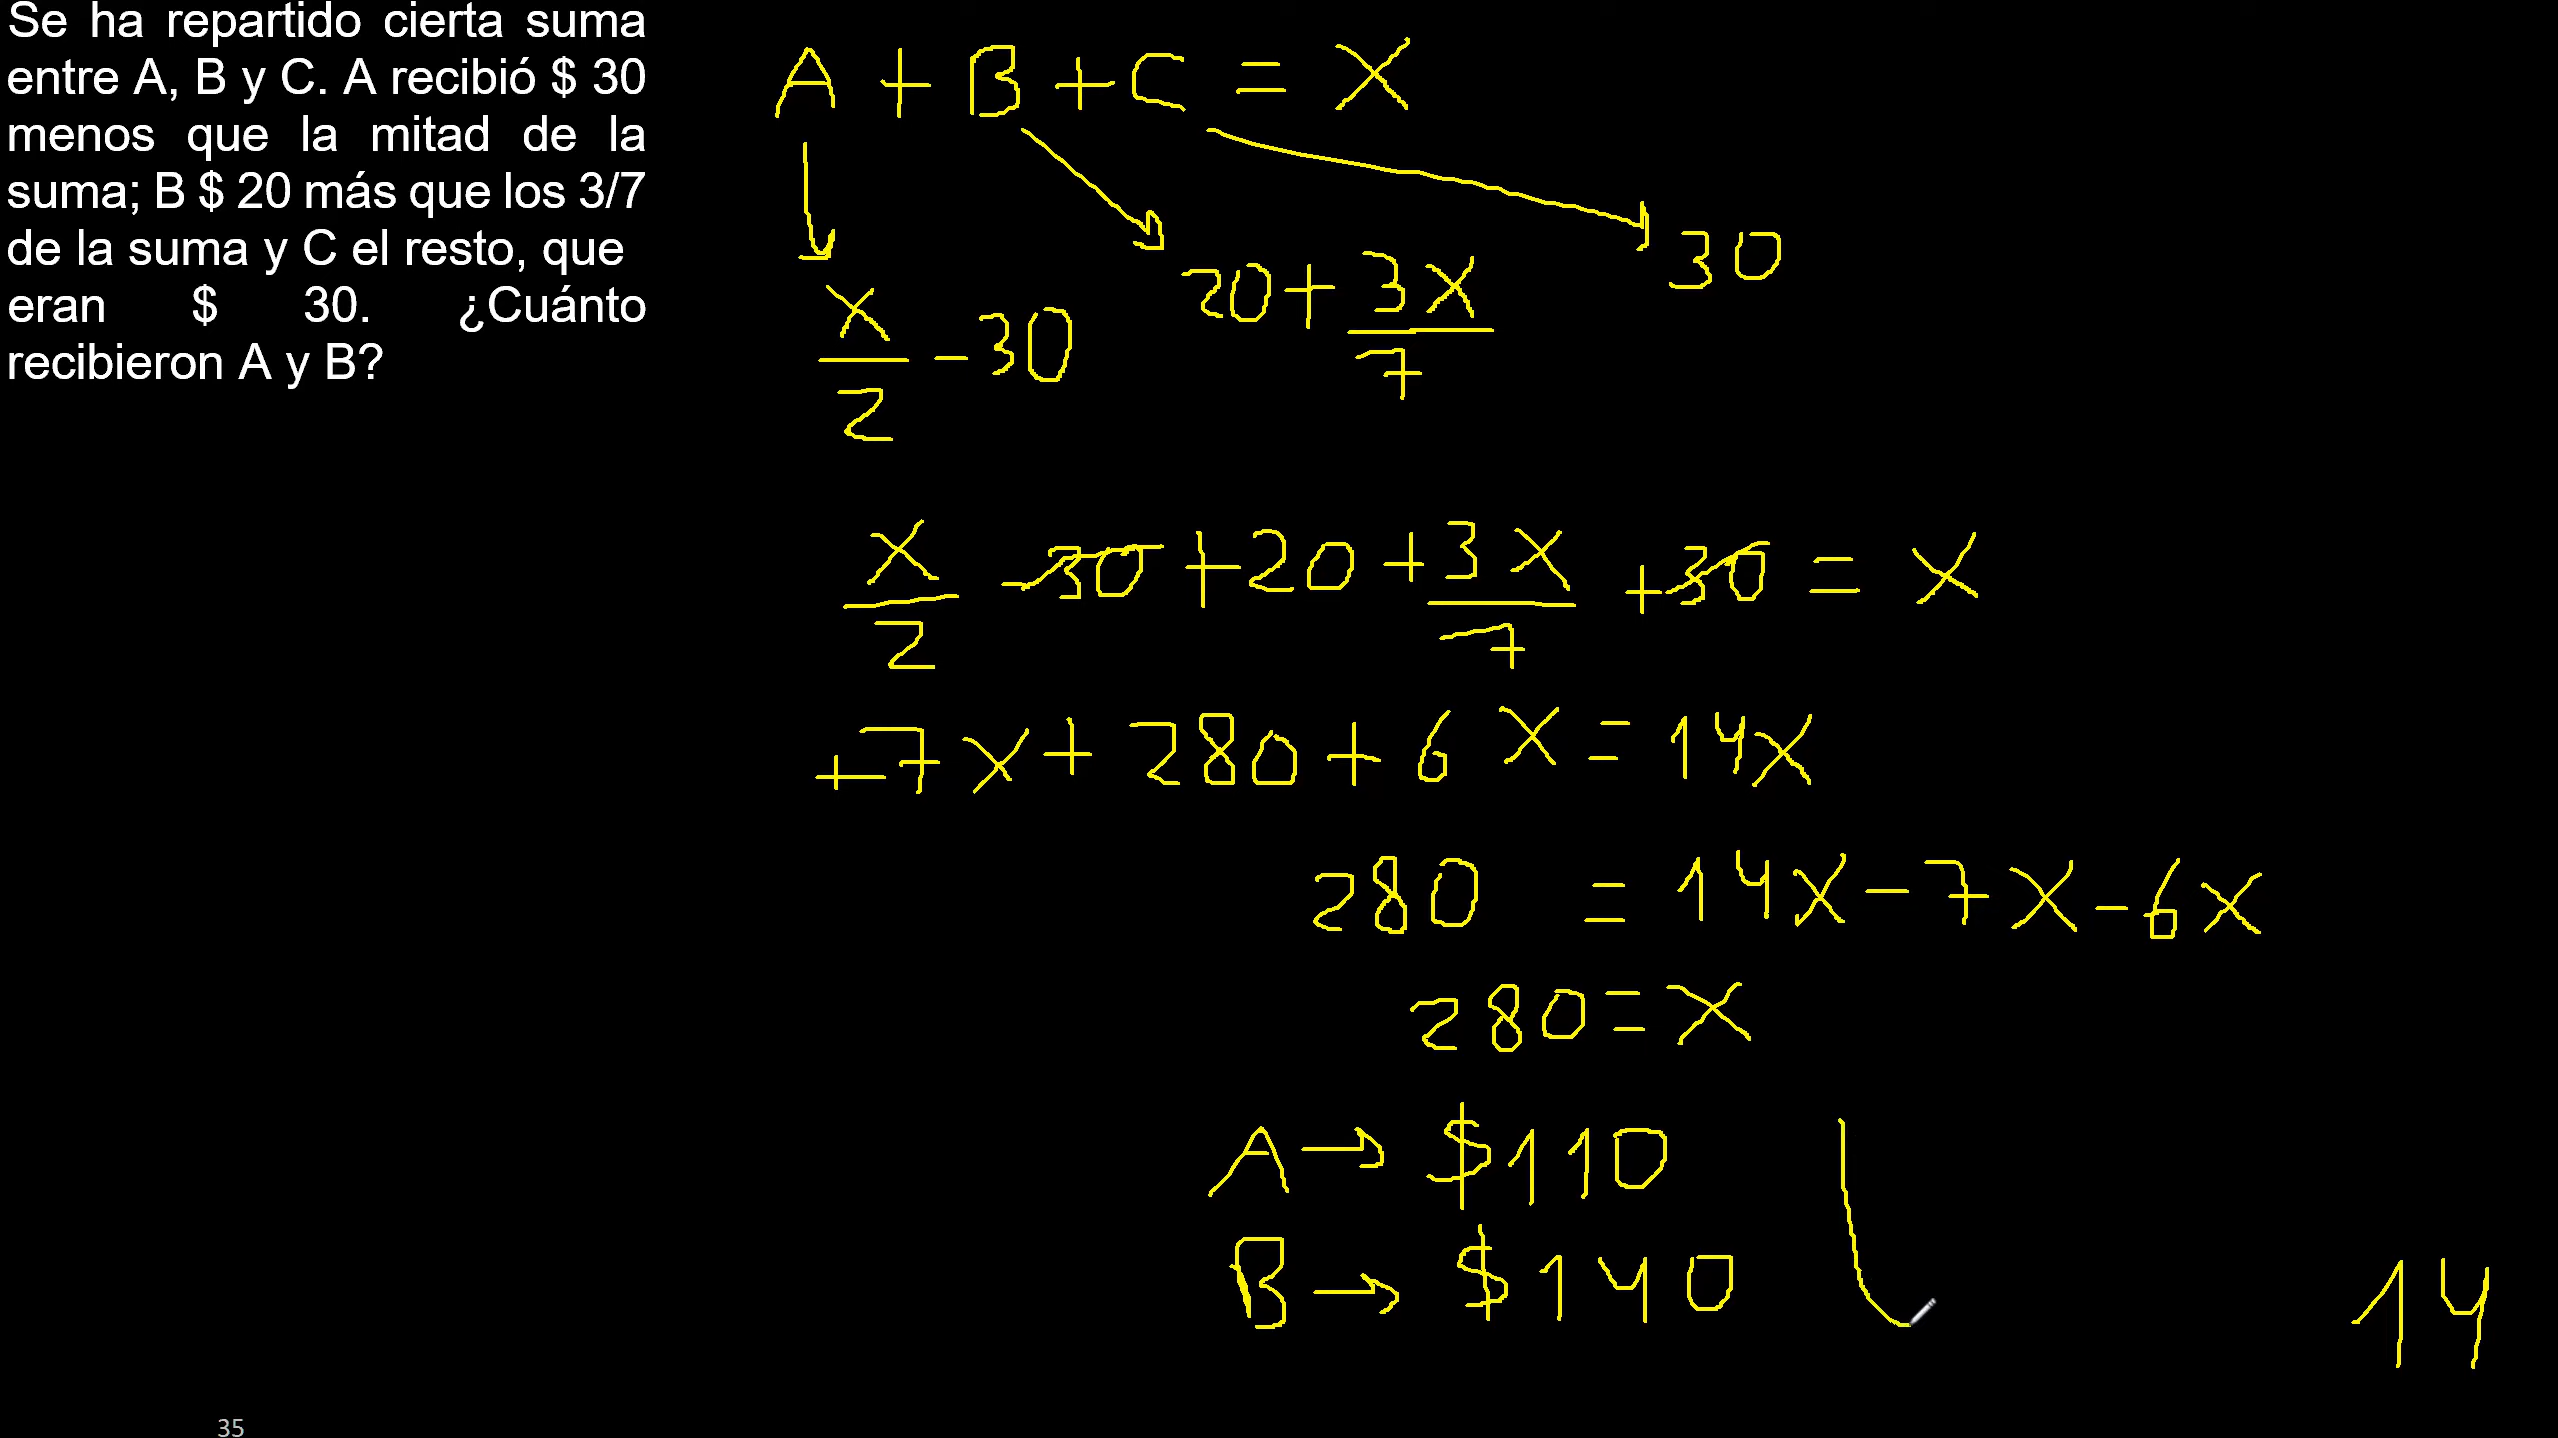 Se ha repartido cierta suma
entre A, B y C. A recibió $ 30
menos que la mitad de la
suma; B $ 20 más que los 3/7
de la suma y C el resto, que
eran $ 30. ¿Cuánto
recibieron A y B?
A + B + C = X
x/2 - 30
20 + 3x/7
30
x/2 - 30 + 20 + 3x/7 + 30 = x
+7x + 280 + 6x = 14x
280 = 14x - 7x - 6x
280 = x
A → $110
B → $140
14
35